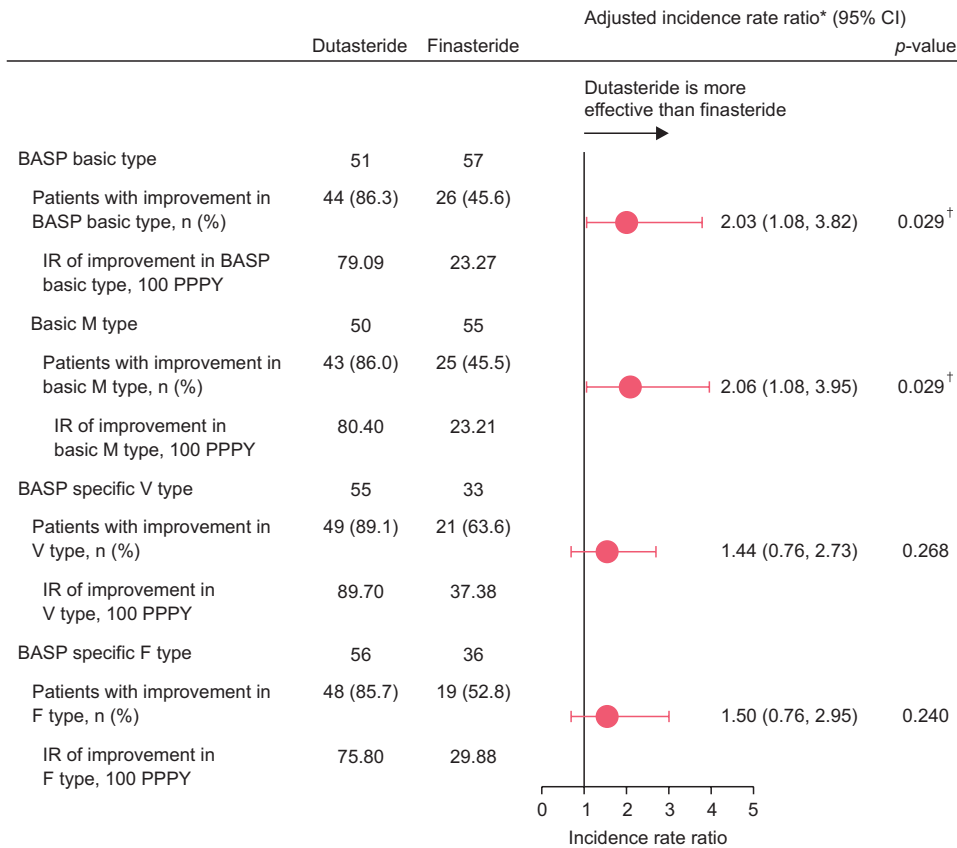 Adjusted incidence rate ratio* (95% CI)
Dutasteride Finasteride p-value
Dutasteride is more
effective than finasteride
BASP basic type 51 57
Patients with improvement in 44 (86.3) 26 (45.6)
BASP basic type, n (%) 2.03 (1.08, 3.82) 0.029†
IR of improvement in BASP 79.09 23.27
basic type, 100 PPPY
Basic M type 50 55
Patients with improvement in 43 (86.0) 25 (45.5)
basic M type, n (%) 2.06 (1.08, 3.95) 0.029†
IR of improvement in 80.40 23.21
basic M type, 100 PPPY
BASP specific V type 55 33
Patients with improvement in 49 (89.1) 21 (63.6)
V type, n (%) 1.44 (0.76, 2.73) 0.268
IR of improvement in 89.70 37.38
V type, 100 PPPY
BASP specific F type 56 36
Patients with improvement in 48 (85.7) 19 (52.8)
F type, n (%) 1.50 (0.76, 2.95) 0.240
IR of improvement in 75.80 29.88
F type, 100 PPPY
0 1 2 3 4 5
Incidence rate ratio